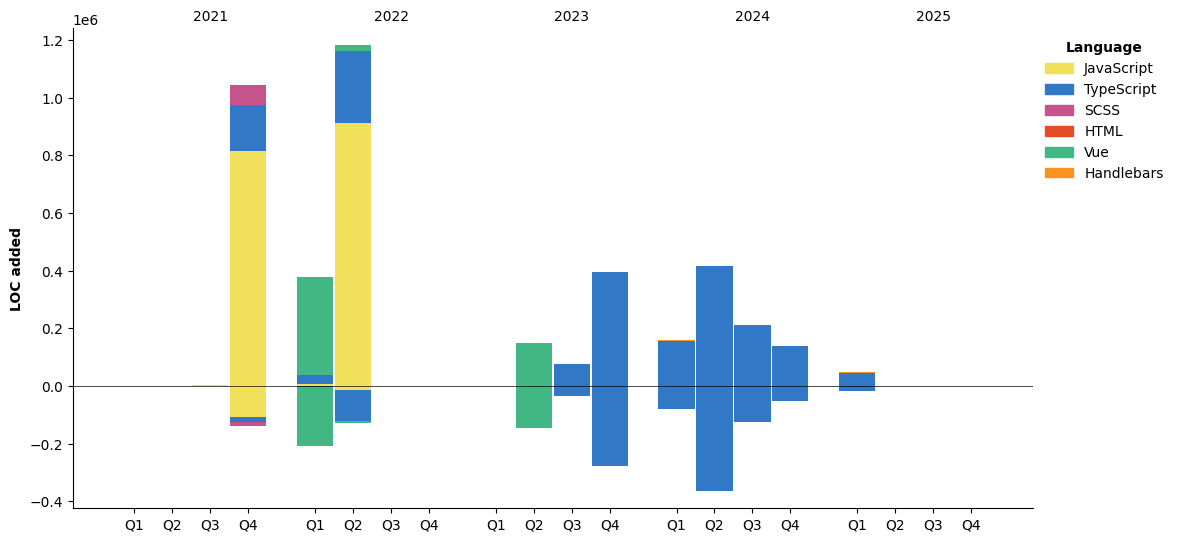 2021 2022 2023 2024 2025
1e6
Language
JavaScript
TypeScript
SCSS
HTML
Vue
Handlebars
LOC added
1.2
1.0
0.8
0.6
0.4
0.2
0.0
−0.2
−0.4
Q1 Q2 Q3 Q4 Q1 Q2 Q3 Q4 Q1 Q2 Q3 Q4 Q1 Q2 Q3 Q4 Q1 Q2 Q3 Q4